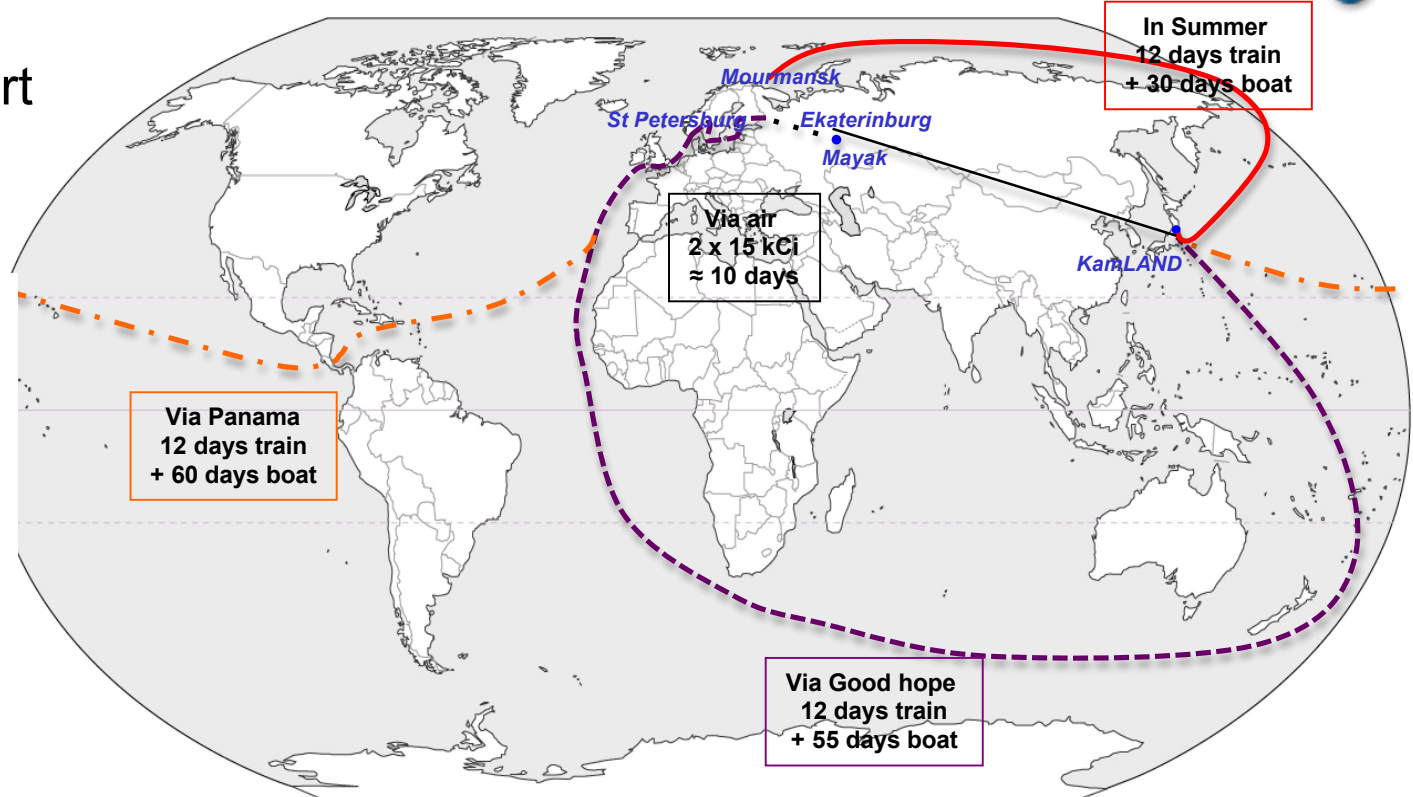 rt
In Summer
12 days train
+ 30 days boat
Mourmansk
St Petersburg
Ekaterinburg
Mayak
Via air
2 x 15 kCi
≈ 10 days
KamLAND
Via Panama
12 days train
+ 60 days boat
Via Good hope
12 days train
+ 55 days boat